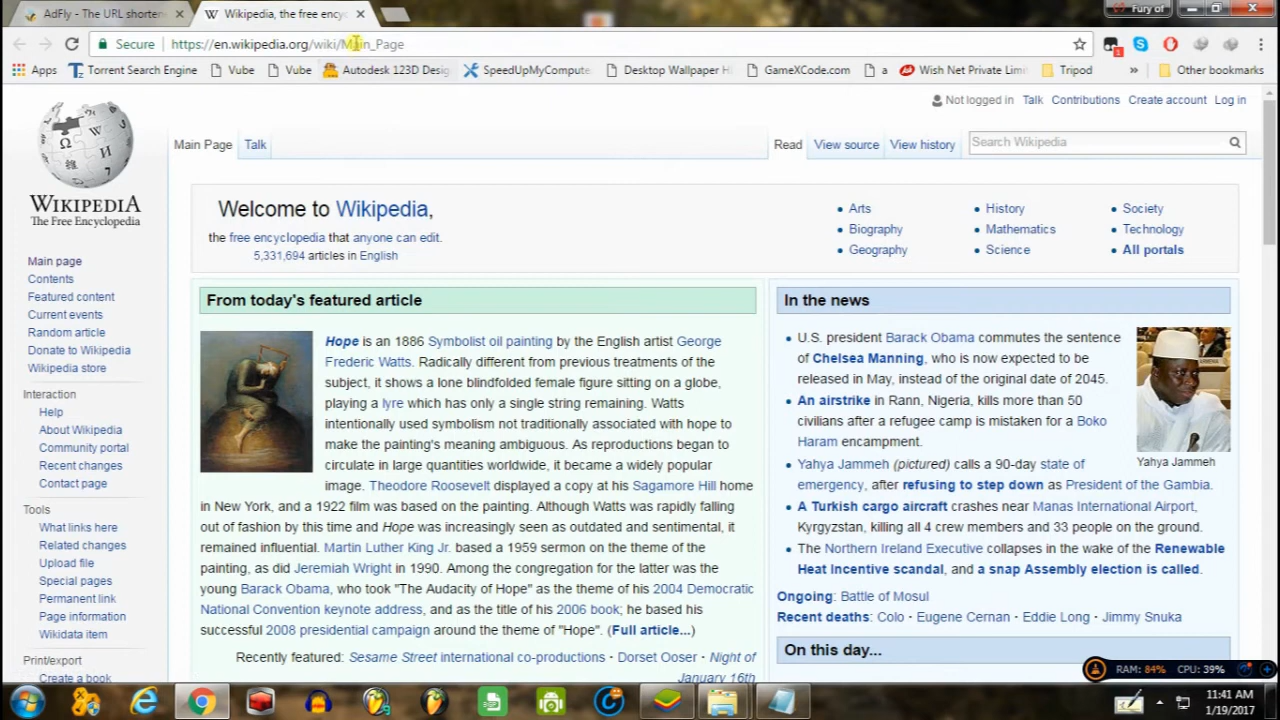 AdFly - The URL shorten
Wikipedia, the free ency
Fury of
Secure
https://en.wikipedia.org/wiki/Main_Page
1
Apps
Torrent Search Engine
Vube
Vube
Autodesk 123D Desig
SpeedUpMyCompute
Desktop Wallpaper H
GameXCode.com
a
Wish Net Private Lim
Tripod
»
Other bookmarks
Not logged in Talk Contributions Create account Log in
Main Page Talk
Read View source View history
Search Wikipedia
WIKIPEDIA
The Free Encyclopedia
Main page
Contents
Featured content
Current events
Random article
Donate to Wikipedia
Wikipedia store
Interaction
Help
About Wikipedia
Community portal
Recent changes
Contact page
Tools
What links here
Related changes
Upload file
Special pages
Permanent link
Page information
Wikidata item
Print/export
Create a book
Welcome to Wikipedia,
the free encyclopedia that anyone can edit.
5,331,694 articles in English
• Arts
• Biography
• Geography
• History
• Mathematics
• Science
• Society
• Technology
• All portals
From today's featured article
Hope is an 1886 Symbolist oil painting by the English artist George
Frederic Watts. Radically different from previous treatments of the
subject, it shows a lone blindfolded female figure sitting on a globe,
playing a lyre which has only a single string remaining. Watts
intentionally used symbolism not traditionally associated with hope to
make the painting's meaning ambiguous. As reproductions began to
circulate in large quantities worldwide, it became a widely popular
image. Theodore Roosevelt displayed a copy at his Sagamore Hill home
in New York, and a 1922 film was based on the painting. Although Watts was rapidly falling
out of fashion by this time and Hope was increasingly seen as outdated and sentimental, it
remained influential. Martin Luther King Jr. based a 1959 sermon on the theme of the
painting, as did Jeremiah Wright in 1990. Among the congregation for the latter was the
young Barack Obama, who took "The Audacity of Hope" as the theme of his 2004 Democratic
National Convention keynote address, and as the title of his 2006 book; he based his
successful 2008 presidential campaign around the theme of "Hope". (Full article...)
Recently featured: Sesame Street international co-productions · Dorset Ooser · Night of
January 16th
In the news
• U.S. president Barack Obama commutes the sentence
of Chelsea Manning, who is now expected to be
released in May, instead of the original date of 2045.
• An airstrike in Rann, Nigeria, kills more than 50
civilians after a refugee camp is mistaken for a Boko
Haram encampment.
• Yahya Jammeh (pictured) calls a 90-day state of
emergency, after refusing to step down as President of the Gambia.
• A Turkish cargo aircraft crashes near Manas International Airport,
Kyrgyzstan, killing all 4 crew members and 33 people on the ground.
• The Northern Ireland Executive collapses in the wake of the Renewable
Heat Incentive scandal, and a snap Assembly election is called.
Yahya Jammeh
Ongoing: Battle of Mosul
Recent deaths: Colo · Eugene Cernan · Eddie Long · Jimmy Snuka
On this day...
RAM: 84% CPU: 39%
11:41 AM
1/19/2017